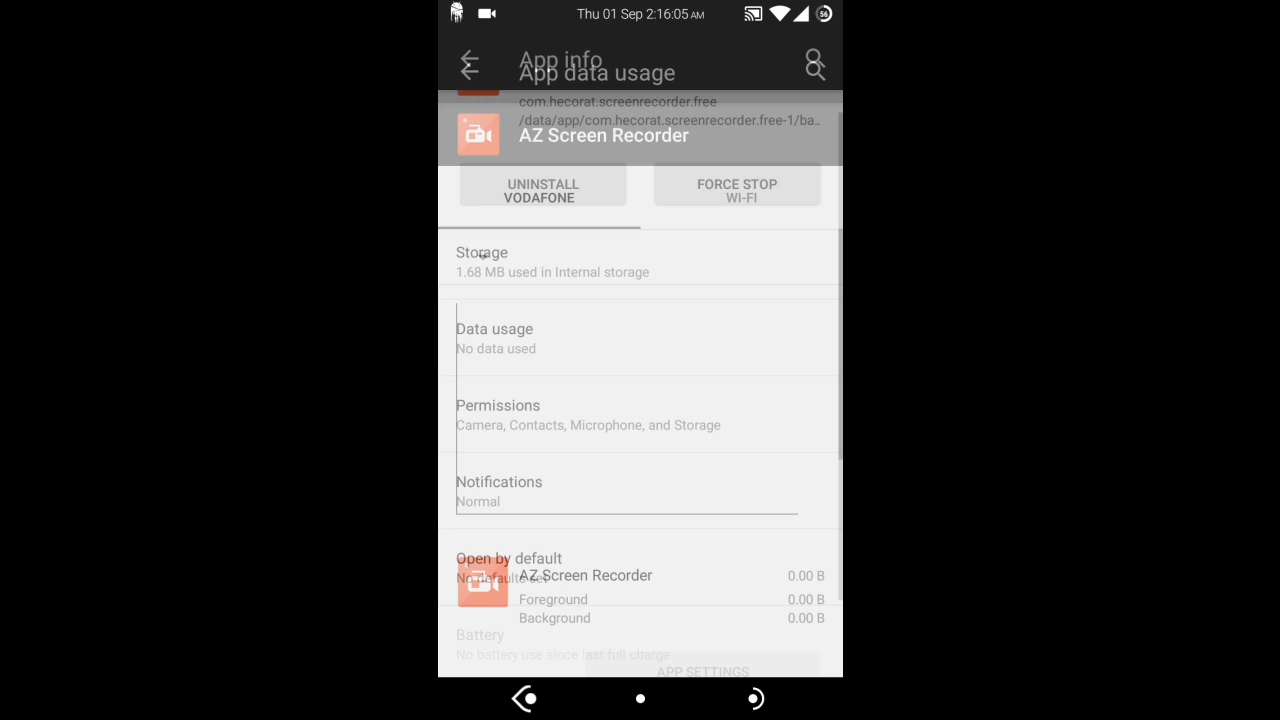 Thu 01 Sep 2:16:05 AM
56
App info
App data usage
com.hecorat.screenrecorder.free
/data/app/com.hecorat.screenrecorder.free-1/ba..
AZ Screen Recorder
UNINSTALL
FORCE STOP
VODAFONE
WI-FI
Storage
1.68 MB used in Internal storage
Data usage
No data used
Permissions
Camera, Contacts, Microphone, and Storage
Notifications
Normal
Open by default
No defaults set
AZ Screen Recorder 0.00 B
Foreground 0.00 B
Background 0.00 B
Battery
No battery use since last full charge
APP SETTINGS